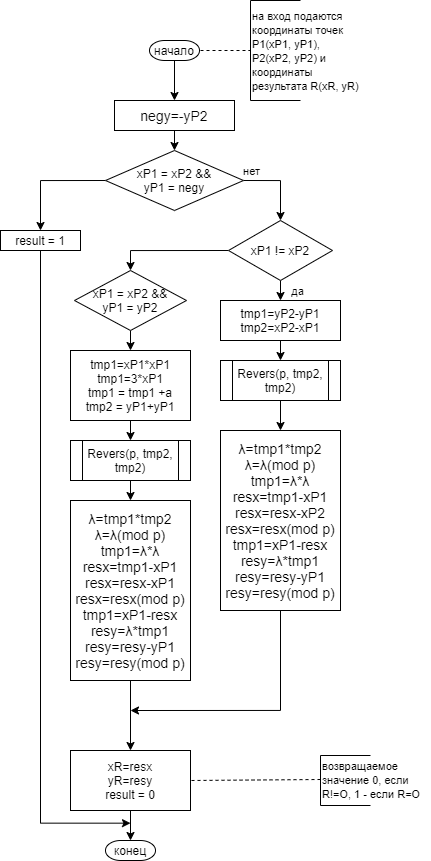 на вход подаются
координаты точек
P1(xP1, yP1),
P2(xP2, yP2) и
координаты
результата R(xR, yR)
начало
negy=-yP2
xP1 = xP2 &&
yP1 = negy
нет
result = 1
xP1 != xP2
да
xP1 = xP2 &&
yP1 = yP2
tmp1=yP2-yP1
tmp2=xP2-xP1
tmp1=xP1*xP1
tmp1=3*xP1
tmp1 = tmp1 +a
tmp2 = yP1+yP1
Revers(p, tmp2,
tmp2)
Revers(p, tmp2,
tmp2)
λ=tmp1*tmp2
λ=λ(mod p)
tmp1=λ*λ
resx=tmp1-xP1
resx=resx-xP2
resx=resx(mod p)
tmp1=xP1-resx
resy=λ*tmp1
resy=resy-yP1
resy=resy(mod p)
λ=tmp1*tmp2
λ=λ(mod p)
tmp1=λ*λ
resx=tmp1-xP1
resx=resx-xP1
resx=resx(mod p)
tmp1=xP1-resx
resy=λ*tmp1
resy=resy-yP1
resy=resy(mod p)
xR=resx
yR=resy
result = 0
возвращаемое
значение 0, если
R!=O, 1 - если R=O
конец